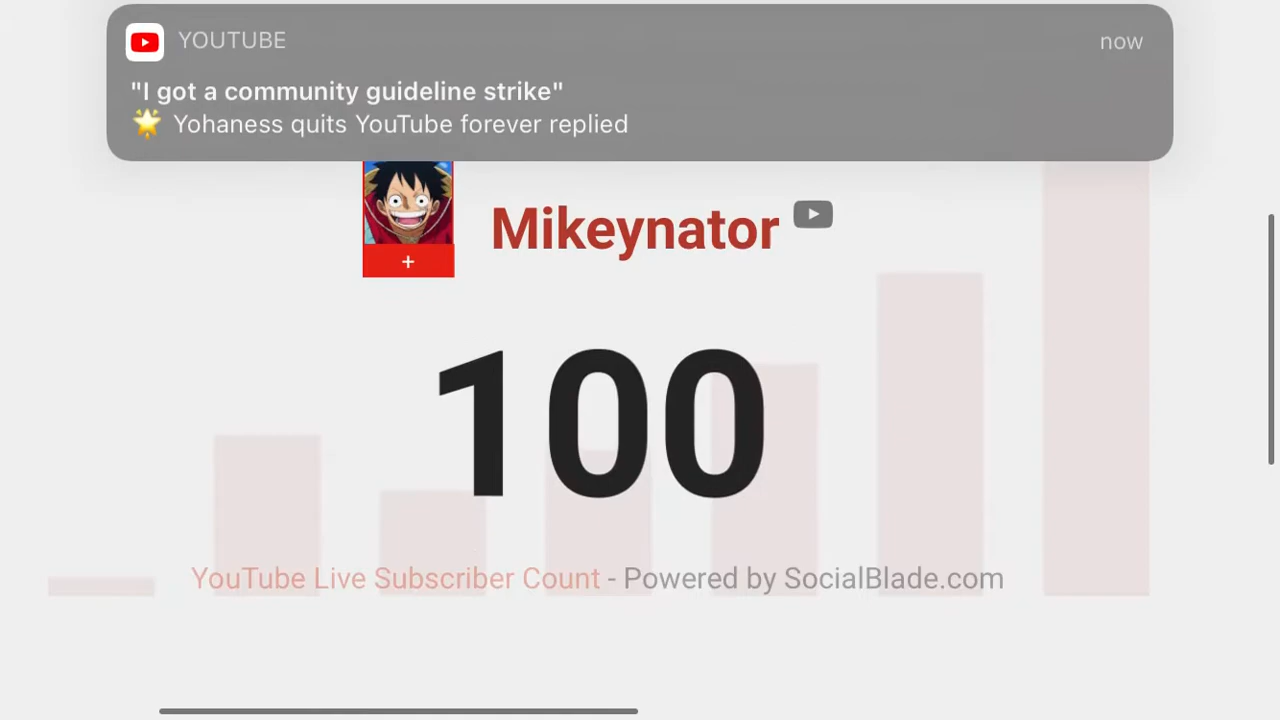 YOUTUBE
now
"I got a community guideline strike"
🌟 Yohaness quits YouTube forever replied
+
Mikeynator
100
YouTube Live Subscriber Count - Powered by SocialBlade.com